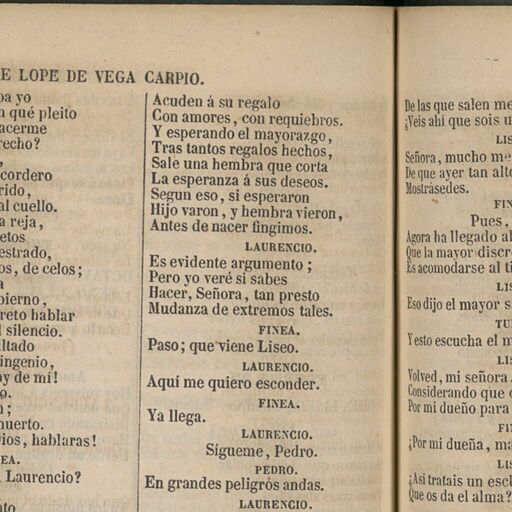 E LOPE DE VEGA CARPIO.
pa yo
n qué pleito
acerme
recho?
,
cordero
rido,
al cuello.
a reja,
etos
estrado,
os, de celos;
a
bierno,
reto hablar
l silencio.
ltado
ingenio,
ay de mí!
o.
n;
nuerto.
Dios, hablaras!
EA.
, Laurencio?
to
Acuden á su regalo
Con amores, con requiebros.
Y esperando el mayorazgo,
Tras tantos regalos hechos,
Sale una hembra que corta
La esperanza á sus deseos.
Segun eso, si esperaron
Hijo varon, y hembra vieron,
Antes de nacer fingimos.
LAURENCIO.
Es evidente argumento;
Pero yo veré si sabes
Hacer, Señora, tan presto
Mudanza de extremos tales.
FINEA.
Paso; que viene Liseo.
LAURENCIO.
Aquí me quiero esconder.
FINEA.
Ya llega.
LAURENCIO.
Sígueme, Pedro.
PEDRO.
En grandes peligros andas.
LAURENCIO.
De las que salen me
¿Veis ahí que sois u
LIS
Señora, mucho me
De que ayer tan alto
Mostrásedes.
FIN
Pues,
Agora ha llegado al
Que la mayor discre
Es acomodarse al ti
LIS
Eso dijo el mayor s
TU
Y esto escucha el m
LIS
Volved, mi señora
Considerando que
Por mi dueño para
FI
¿Por mi dueña, ma
LIS
¿Así tratais un escl
Que os da el alma?